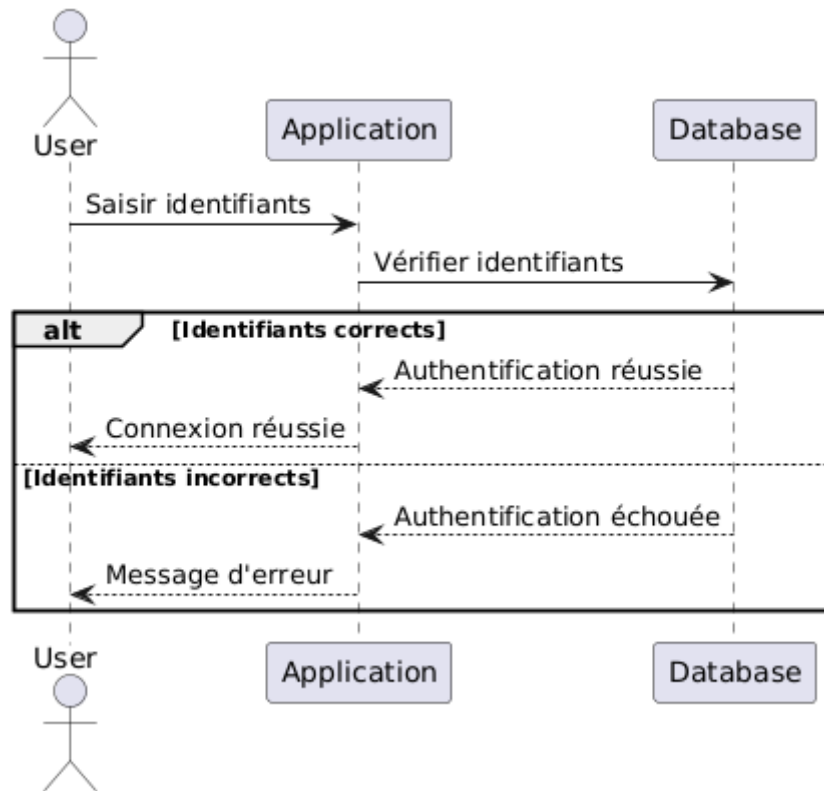 User
Application
Database
Saisir identifiants
Vérifier identifiants
alt
[Identifiants corrects]
Authentification réussie
Connexion réussie
[Identifiants incorrects]
Authentification échouée
Message d'erreur
User
Application
Database